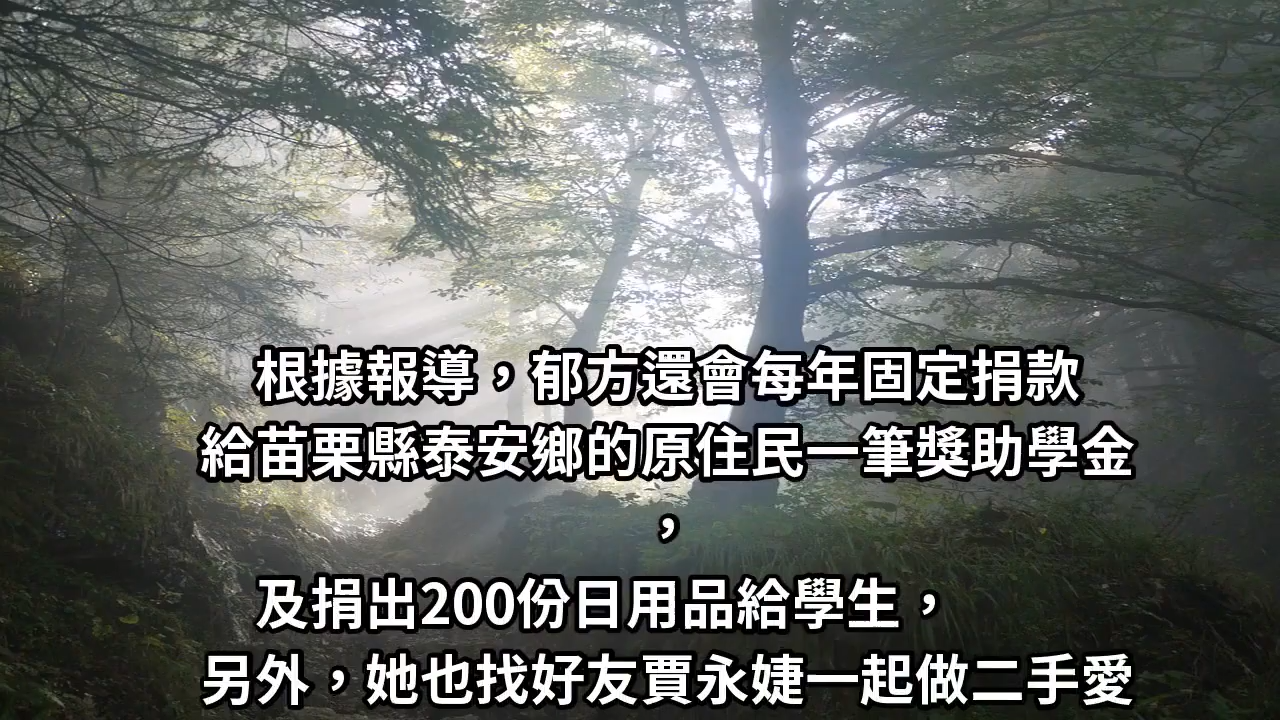 根據報導，郁方還會每年固定捐款
給苗栗縣泰安鄉的原住民一筆獎助學金
，
及捐出200份日用品給學生，
另外，她也找好友賈永婕一起做二手愛